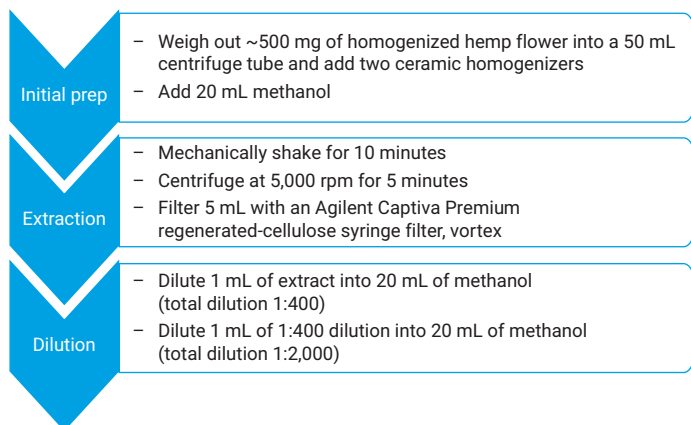 Initial prep
– Weigh out ~500 mg of homogenized hemp flower into a 50 mL
centrifuge tube and add two ceramic homogenizers
– Add 20 mL methanol
Extraction
– Mechanically shake for 10 minutes
– Centrifuge at 5,000 rpm for 5 minutes
– Filter 5 mL with an Agilent Captiva Premium
regenerated-cellulose syringe filter, vortex
Dilution
– Dilute 1 mL of extract into 20 mL of methanol
(total dilution 1:400)
– Dilute 1 mL of 1:400 dilution into 20 mL of methanol
(total dilution 1:2,000)